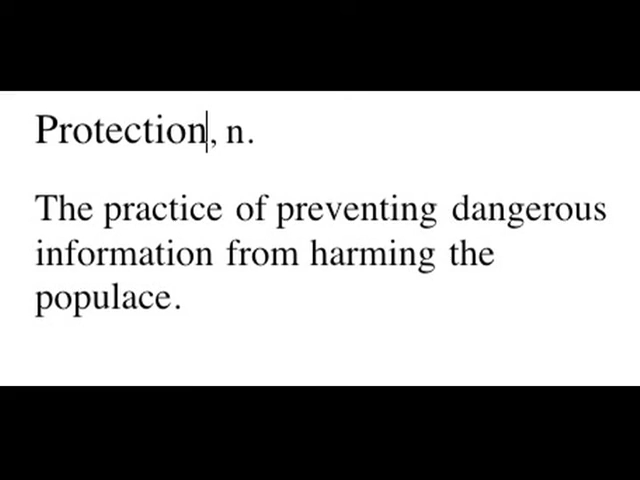 Protection, n.
The practice of preventing dangerous
information from harming the
populace.